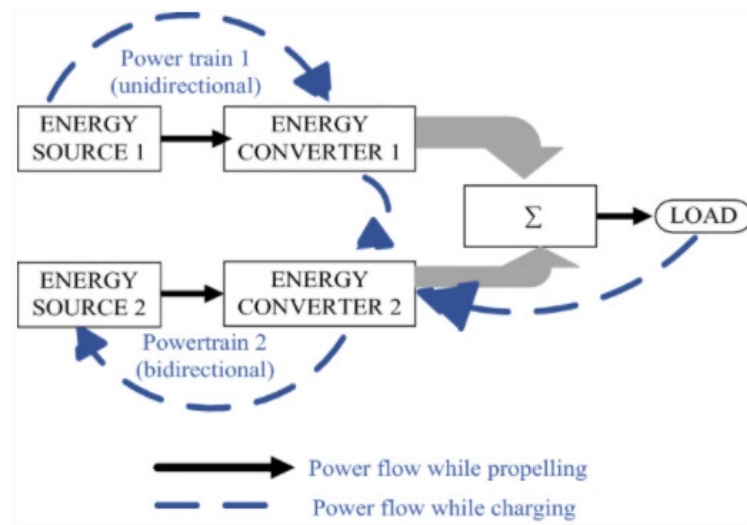 Power train 1
(unidirectional)
ENERGY
SOURCE 1
ENERGY
CONVERTER 1
Σ
LOAD
ENERGY
SOURCE 2
ENERGY
CONVERTER 2
Powertrain 2
(bidirectional)
Power flow while propelling
Power flow while charging